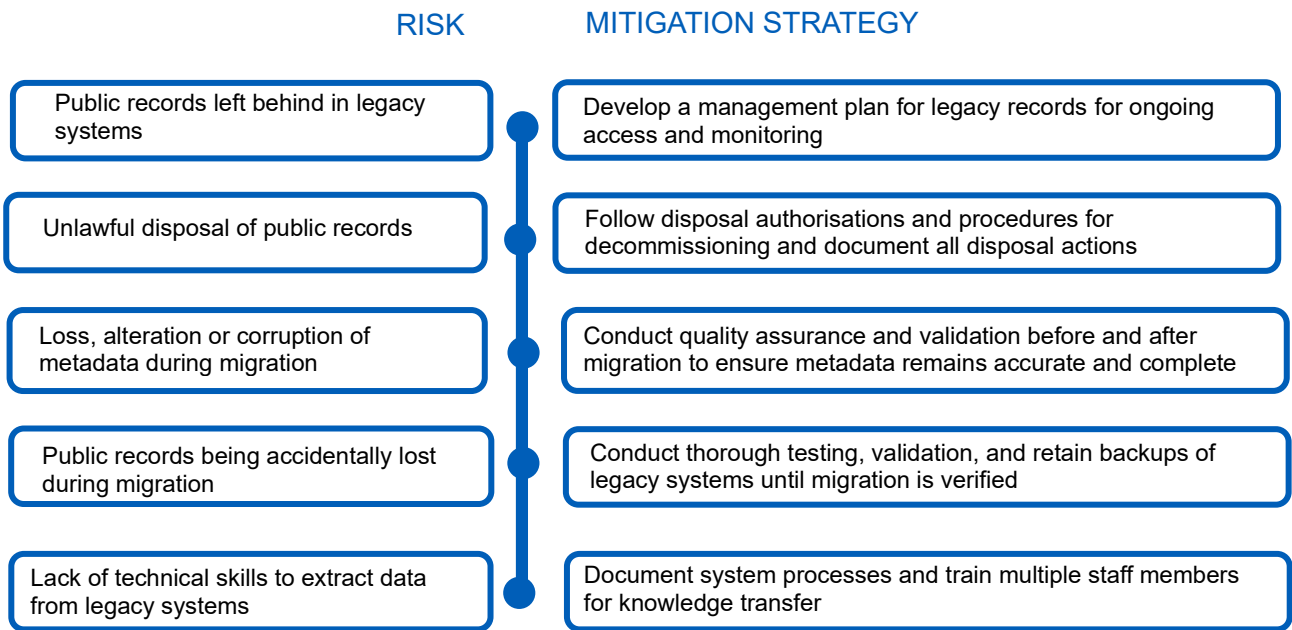 RISK
MITIGATION STRATEGY
Public records left behind in legacy
systems
Develop a management plan for legacy records for ongoing
access and monitoring
Unlawful disposal of public records
Follow disposal authorisations and procedures for
decommissioning and document all disposal actions
Loss, alteration or corruption of
metadata during migration
Conduct quality assurance and validation before and after
migration to ensure metadata remains accurate and complete
Public records being accidentally lost
during migration
Conduct thorough testing, validation, and retain backups of
legacy systems until migration is verified
Lack of technical skills to extract data
from legacy systems
Document system processes and train multiple staff members
for knowledge transfer